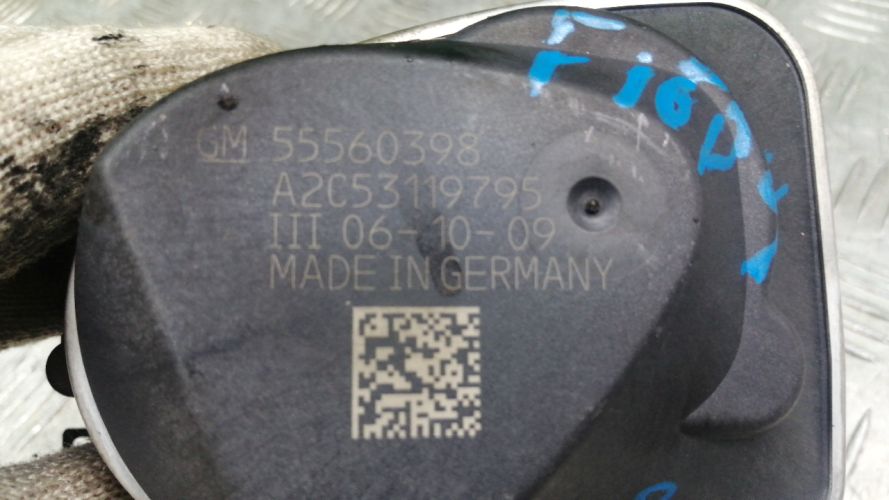 GM 55560398
A2C53119795
III 06-10-09
MADE IN GERMANY